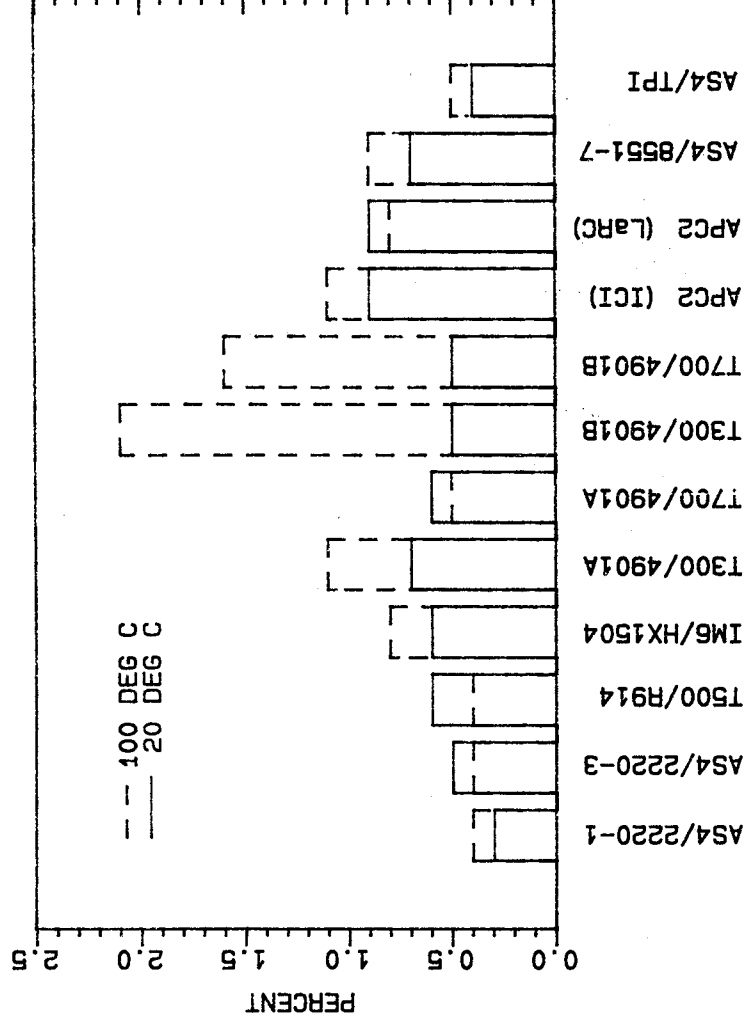 AS4/TPI
AS4/8551-7
APC2 (LaRC)
APC2 (ICI)
T700/4901B
T300/4901B
T700/4901A
T300/4901A
IM6/HX1504
T500/R914
AS4/2220-3
AS4/2220-1
100 DEG C
20 DEG C
0.0
0.5
1.0
1.5
2.0
2.5
PERCENT